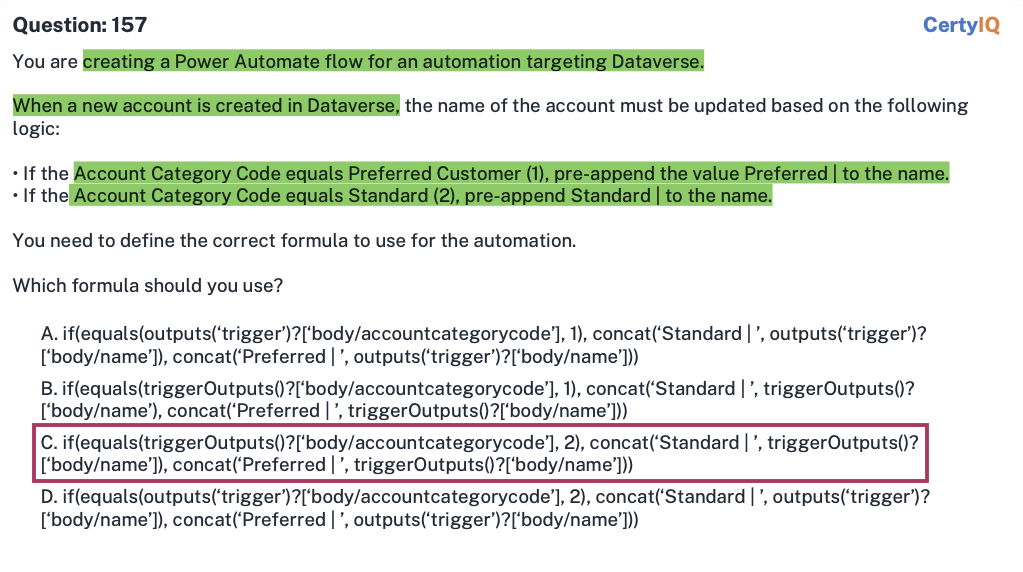 Question: 157
CertyIQ
You are creating a Power Automate flow for an automation targeting Dataverse.
When a new account is created in Dataverse, the name of the account must be updated based on the following
logic:
• If the Account Category Code equals Preferred Customer (1), pre-append the value Preferred | to the name.
• If the Account Category Code equals Standard (2), pre-append Standard | to the name.
You need to define the correct formula to use for the automation.
Which formula should you use?
A. if(equals(outputs(‘trigger’)?[‘body/accountcategorycode’], 1), concat(‘Standard | ’, outputs(‘trigger’)?
[‘body/name’]), concat(‘Preferred | ’, outputs(‘trigger’)?[‘body/name’]))
B. if(equals(triggerOutputs()?[‘body/accountcategorycode’], 1), concat(‘Standard | ’, triggerOutputs()?
[‘body/name’), concat(‘Preferred | ’, triggerOutputs()?[‘body/name’]))
C. if(equals(triggerOutputs()?[‘body/accountcategorycode’], 2), concat(‘Standard | ’, triggerOutputs()?
[‘body/name’]), concat(‘Preferred | ’, triggerOutputs()?[‘body/name’]))
D. if(equals(outputs(‘trigger’)?[‘body/accountcategorycode’], 2), concat(‘Standard | ’, outputs(‘trigger’)?
[‘body/name’]), concat(‘Preferred | ’, outputs(‘trigger’)?[‘body/name’]))